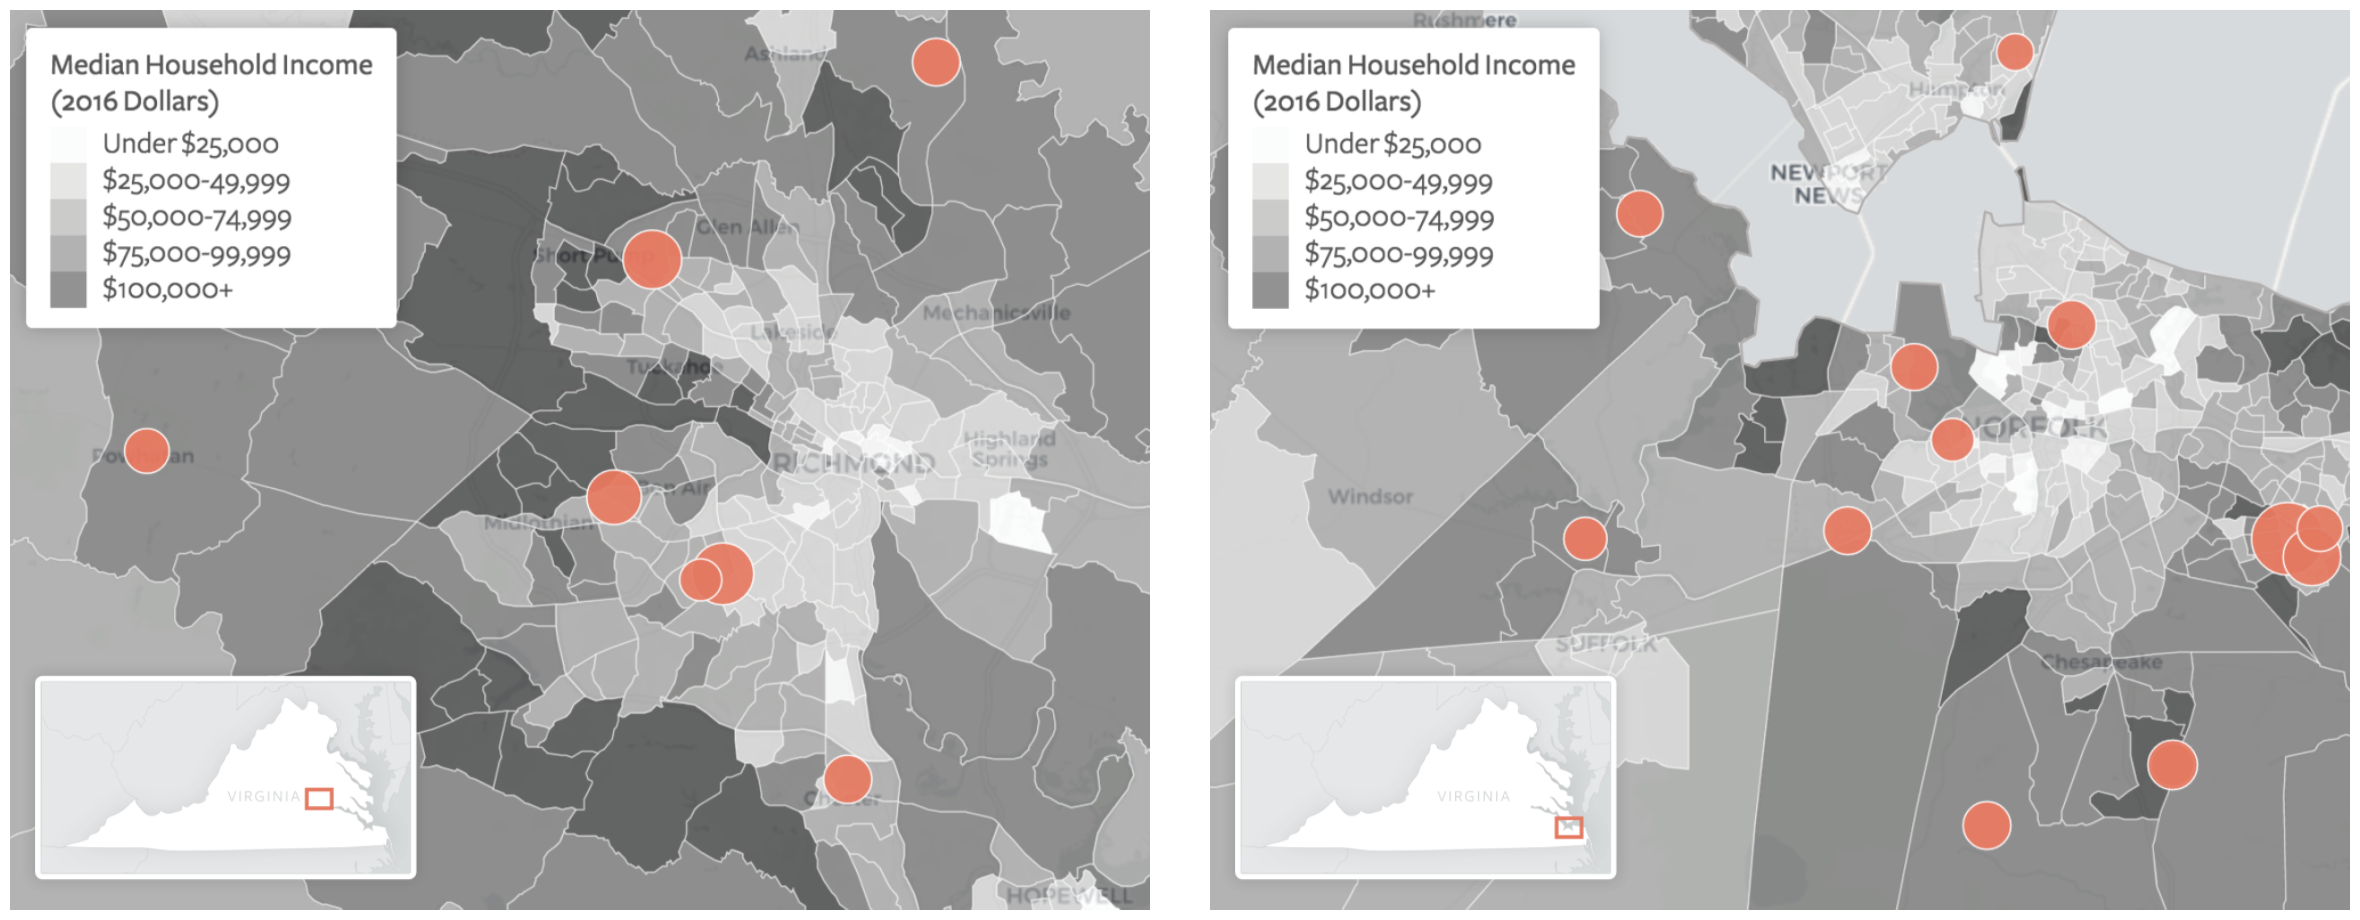 Median Household Income
(2016 Dollars)
Under $25,000
$25,000-49,999
$50,000-74,999
$75,000-99,999
$100,000+
Ashland
Glen Allen
Short Pump
Mechanicsville
Lakeside
Tuckahoe
Powhatan
Highland
Springs
RICHMOND
Bon Air
Midlothian
Chester
HOPEWELL
VIRGINIA
Rushmere
Median Household Income
(2016 Dollars)
Under $25,000
$25,000-49,999
$50,000-74,999
$75,000-99,999
$100,000+
Hampton
NEWPORT
NEWS
NORFOLK
Windsor
SUFFOLK
Chesapeake
VIRGINIA